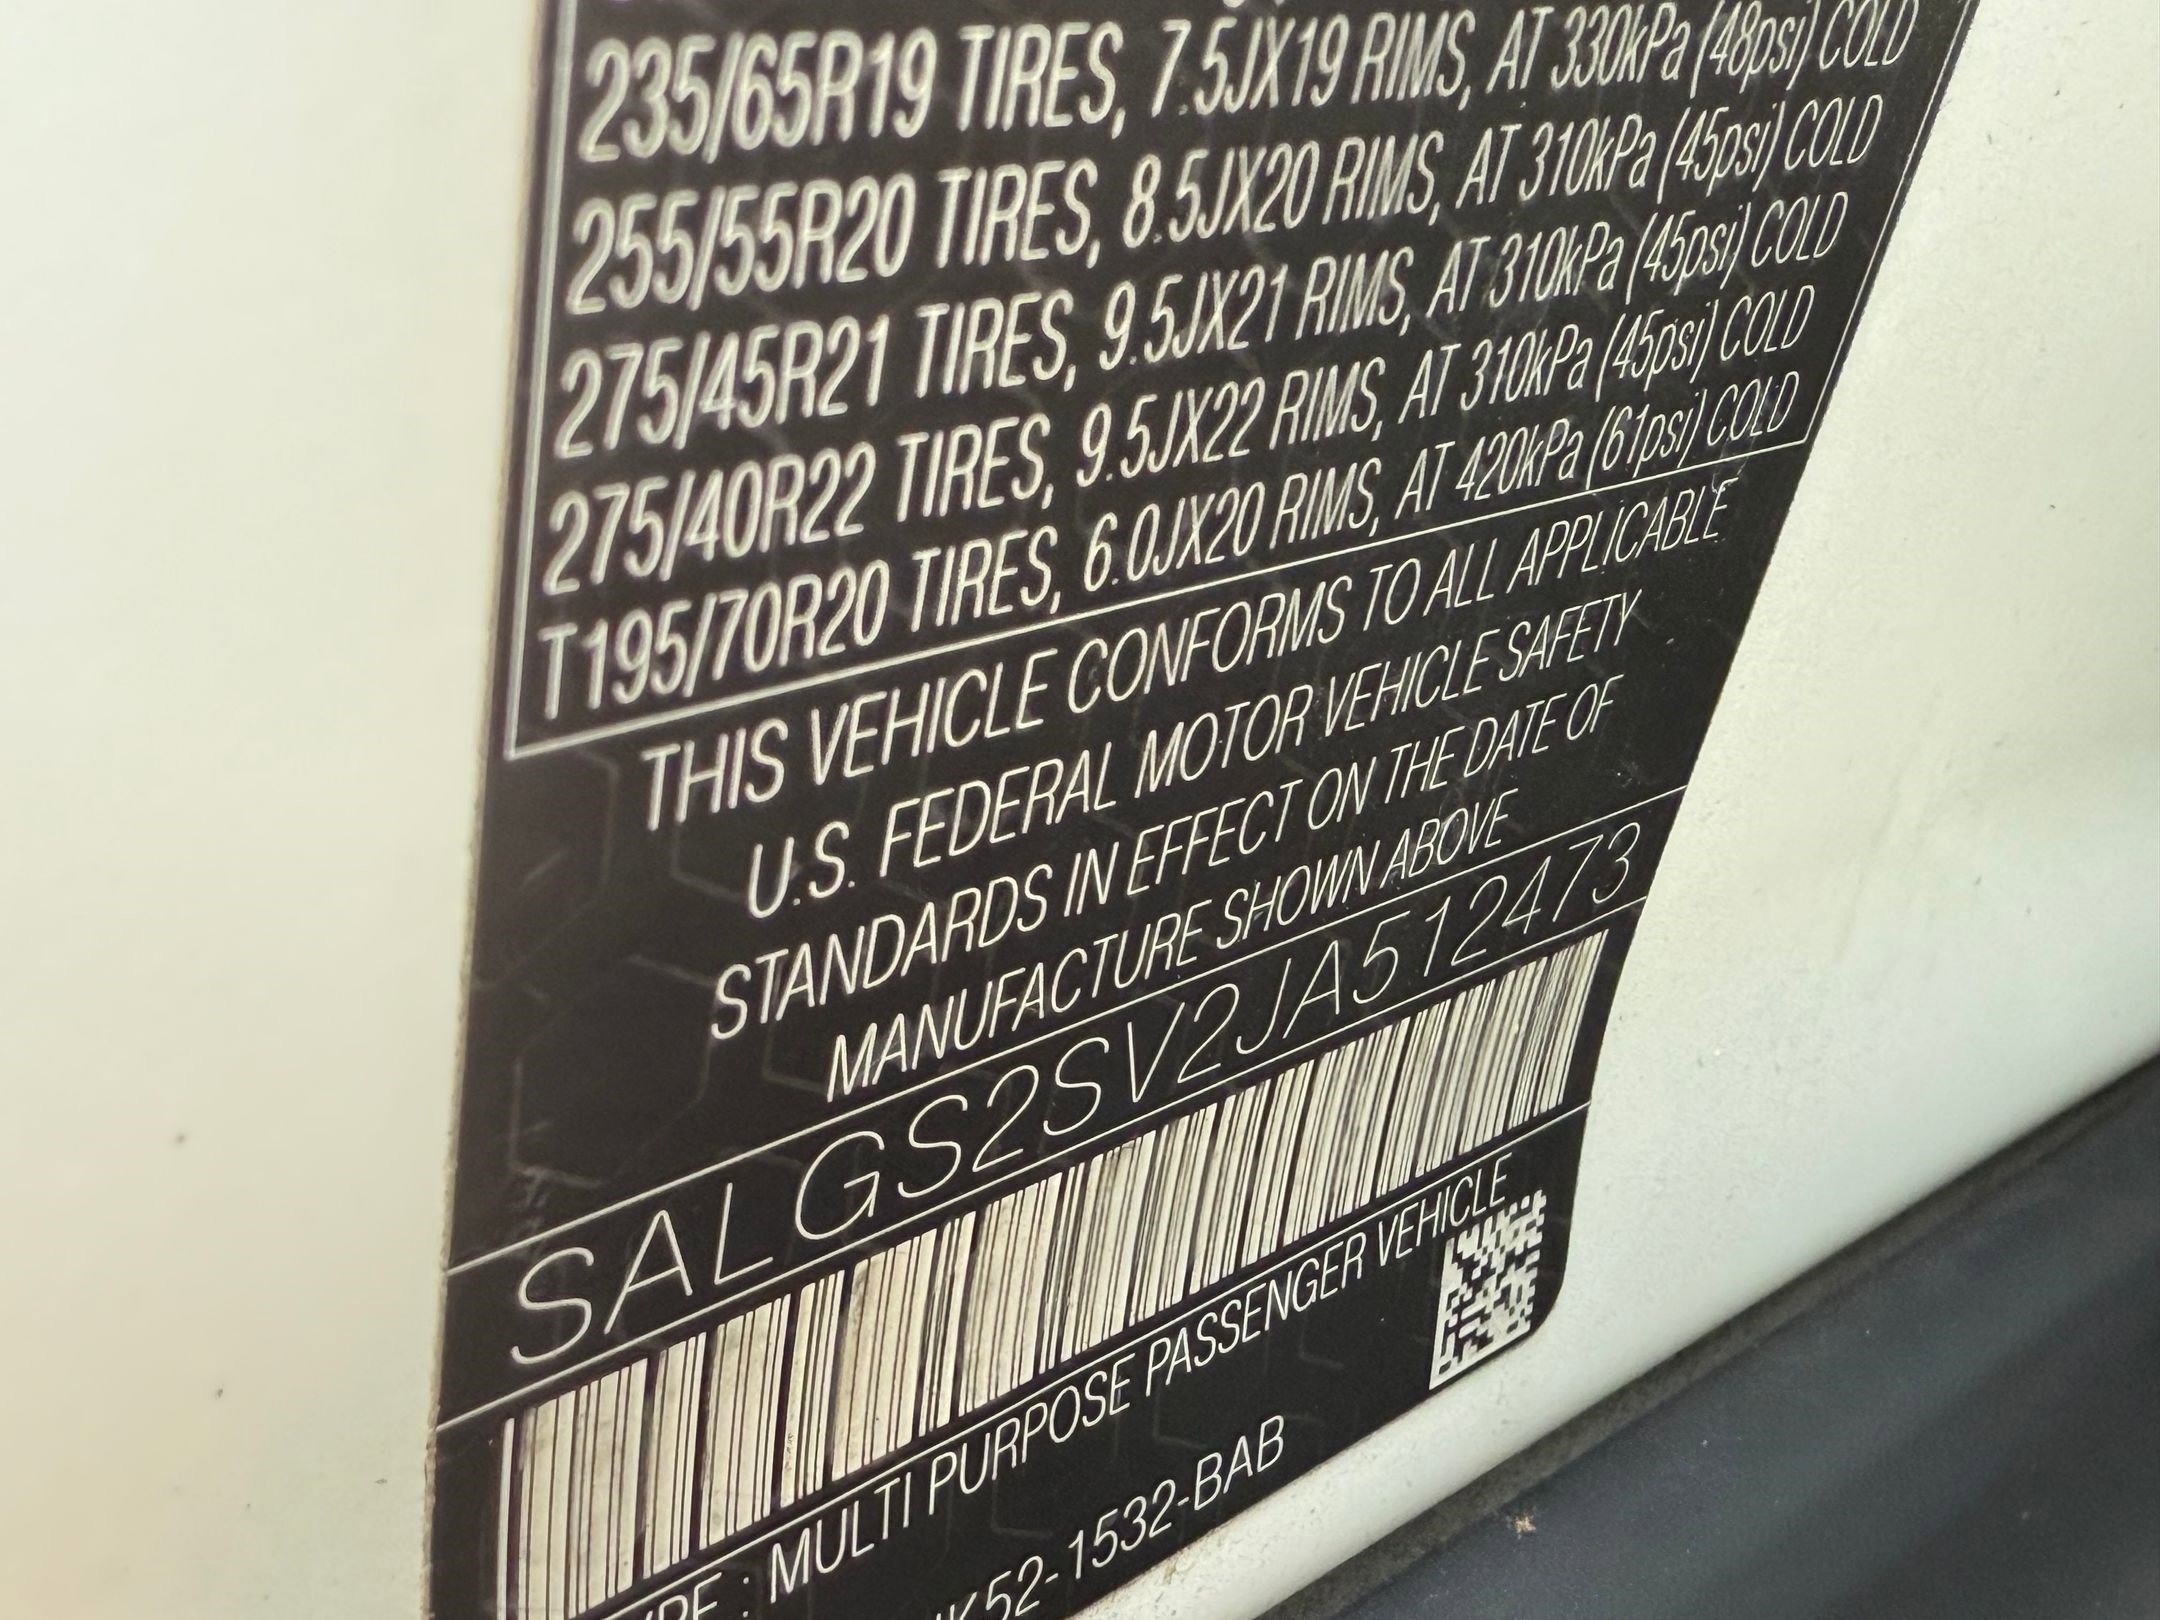 235/65R19 TIRES, 7.5JX19 RIMS, AT 330kPa (48psi) COLD
255/55R20 TIRES, 8.5JX20 RIMS, AT 310kPa (45psi) COLD
275/45R21 TIRES, 9.5JX21 RIMS, AT 310kPa (45psi) COLD
275/40R22 TIRES, 9.5JX22 RIMS, AT 310kPa (45psi) COLD
T195/70R20 TIRES, 6.0JX20 RIMS, AT 420kPa (61psi) COLD
THIS VEHICLE CONFORMS TO ALL APPLICABLE
U.S. FEDERAL MOTOR VEHICLE SAFETY
STANDARDS IN EFFECT ON THE DATE OF
MANUFACTURE SHOWN ABOVE
SALGS2SV2JA512473
: MULTI PURPOSE PASSENGER VEHICLE
K52-1532-BAB